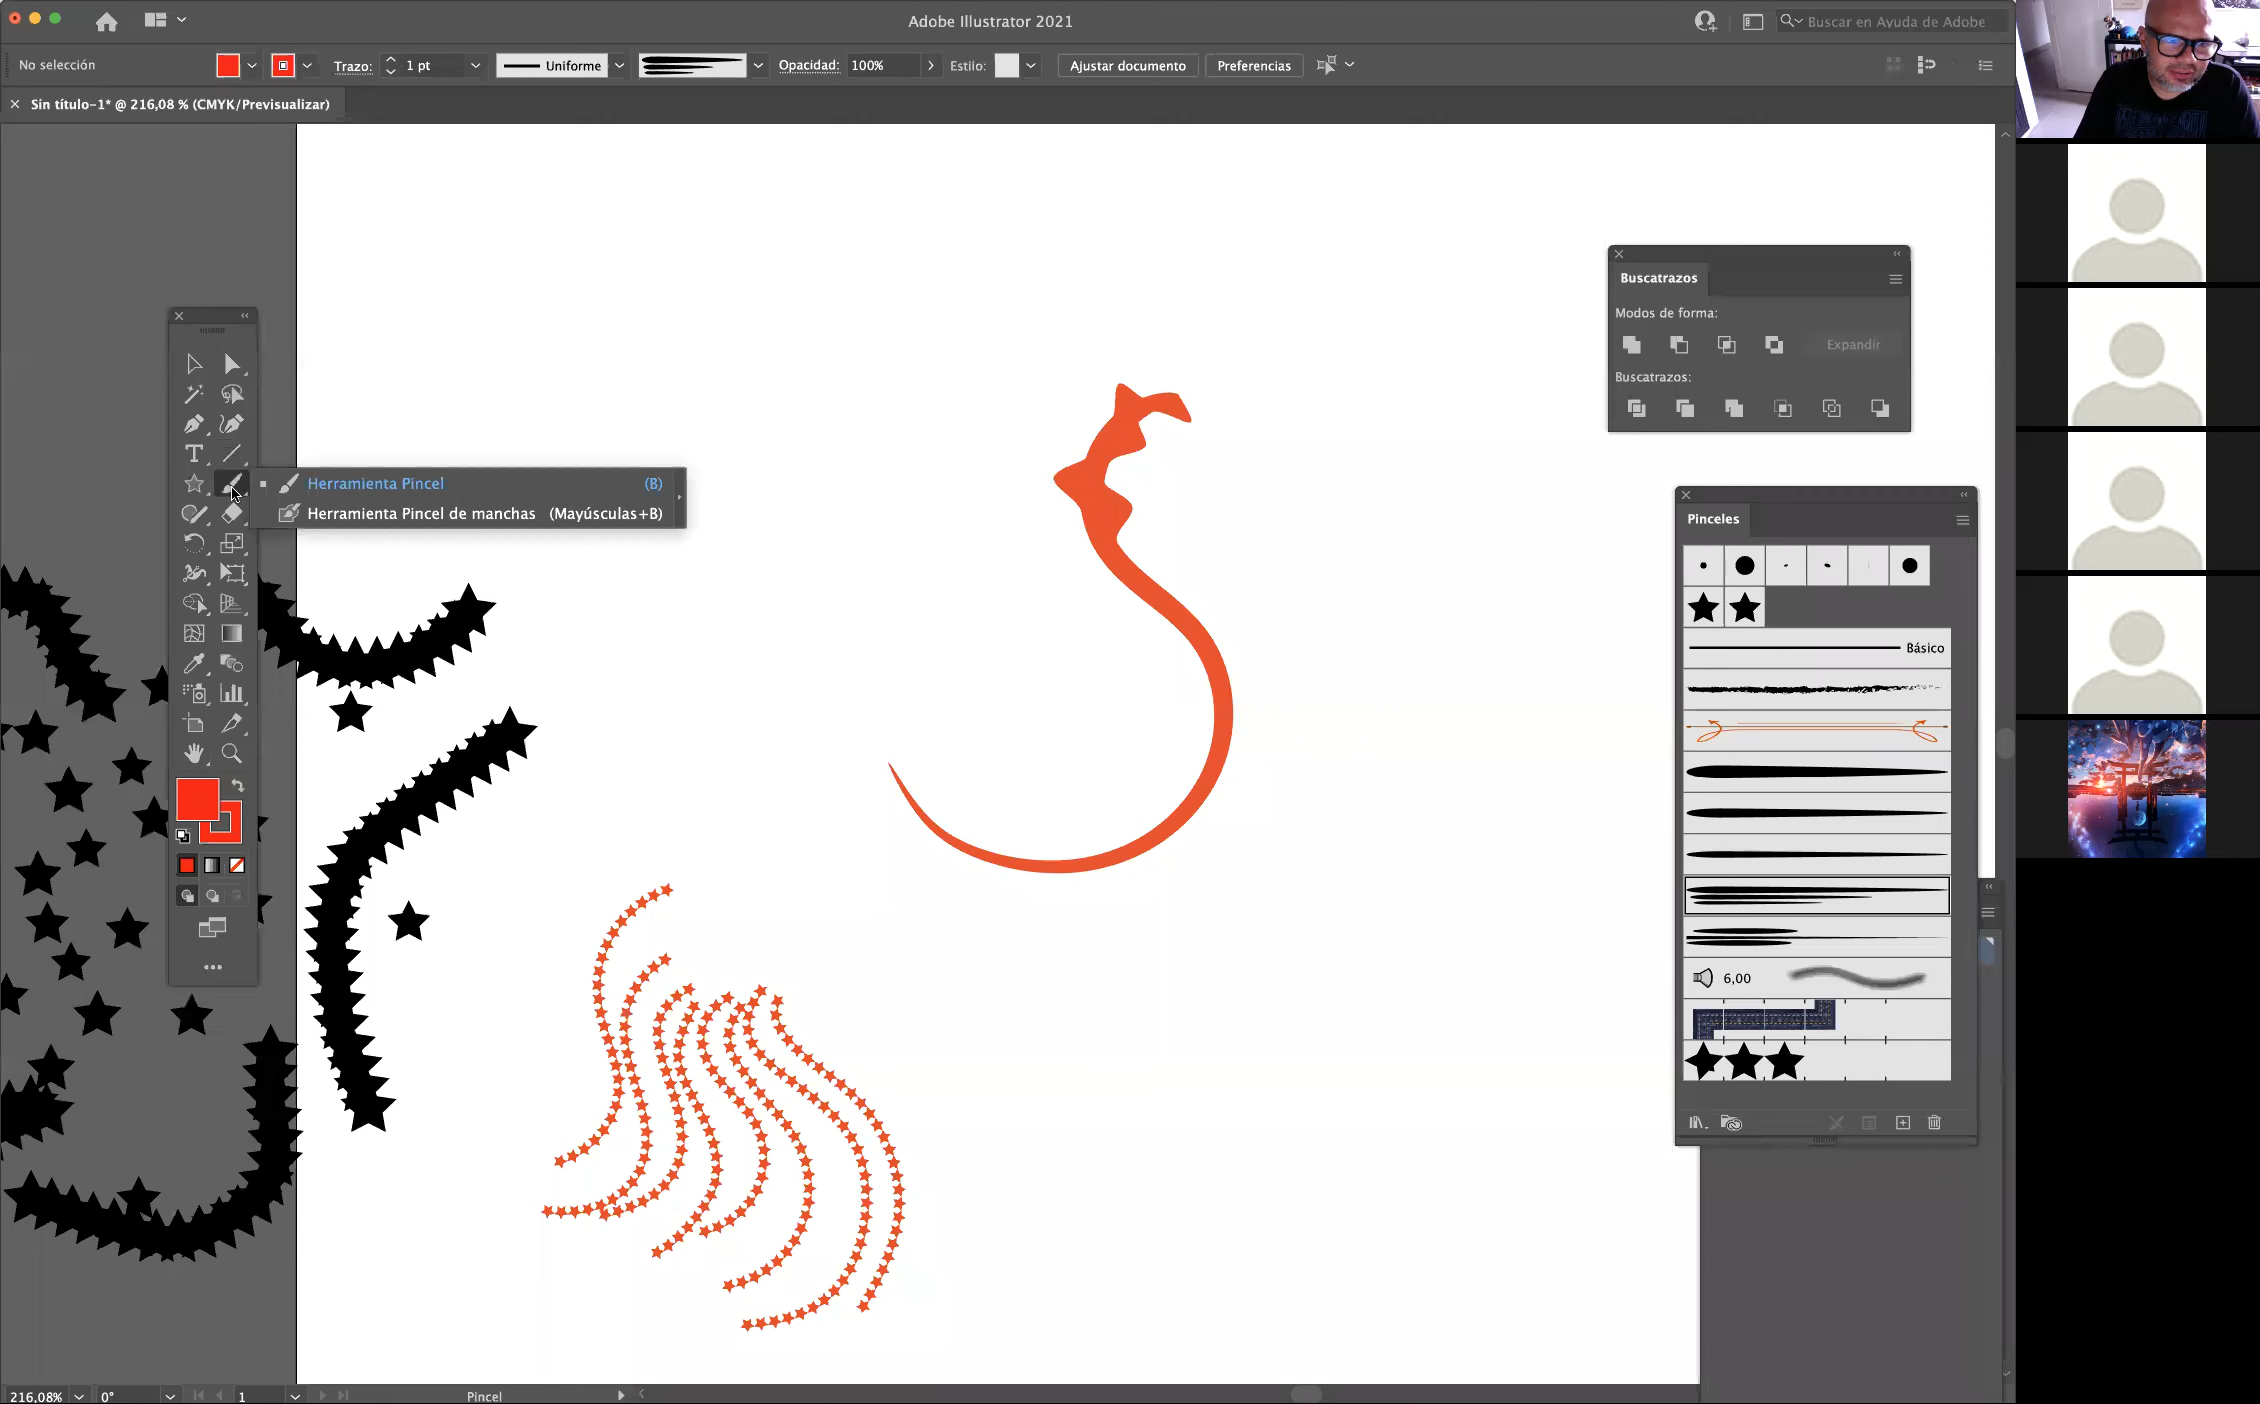 Adobe Illustrator 2021
Buscar en Ayuda de Adobe
No selección
Trazo:
1 pt
Uniforme
Opacidad:
100%
Estilo:
Ajustar documento
Preferencias
Sin título-1* @ 216,08 % (CMYK/Previsualizar)
Buscatrazos
Modos de forma:
Expandir
Buscatrazos:
Herramienta Pincel (B)
Herramienta Pincel de manchas (Mayúsculas+B)
Pinceles
Básico
6,00
216,08%
0°
1
Pincel